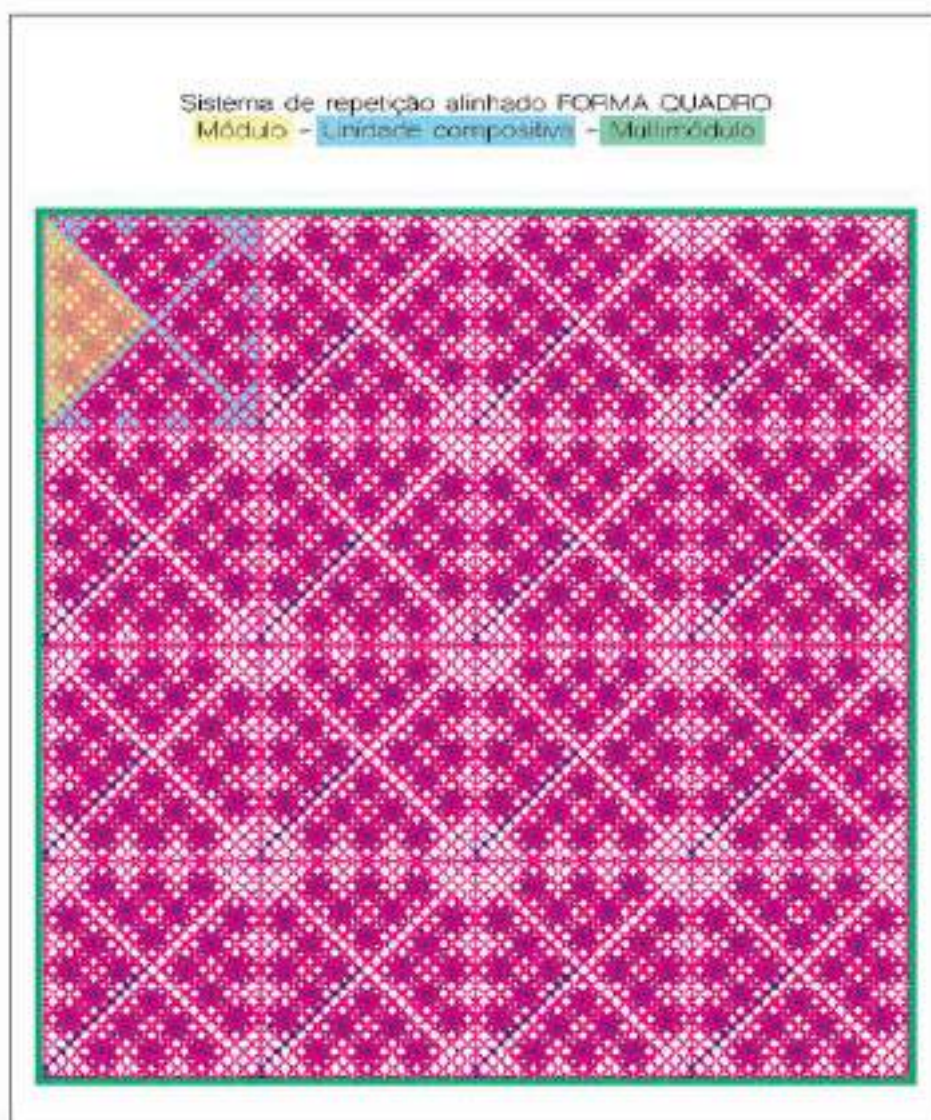 Sistema de repetição alinhado FORMA QUADRO
Módulo - Unidade compositiva - Multimódulo